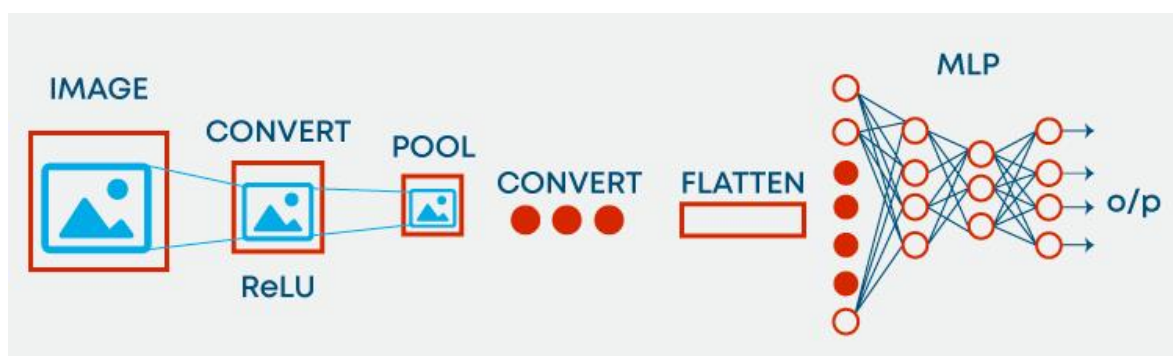 IMAGE
CONVERT
ReLU
POOL
CONVERT
FLATTEN
MLP
o/p